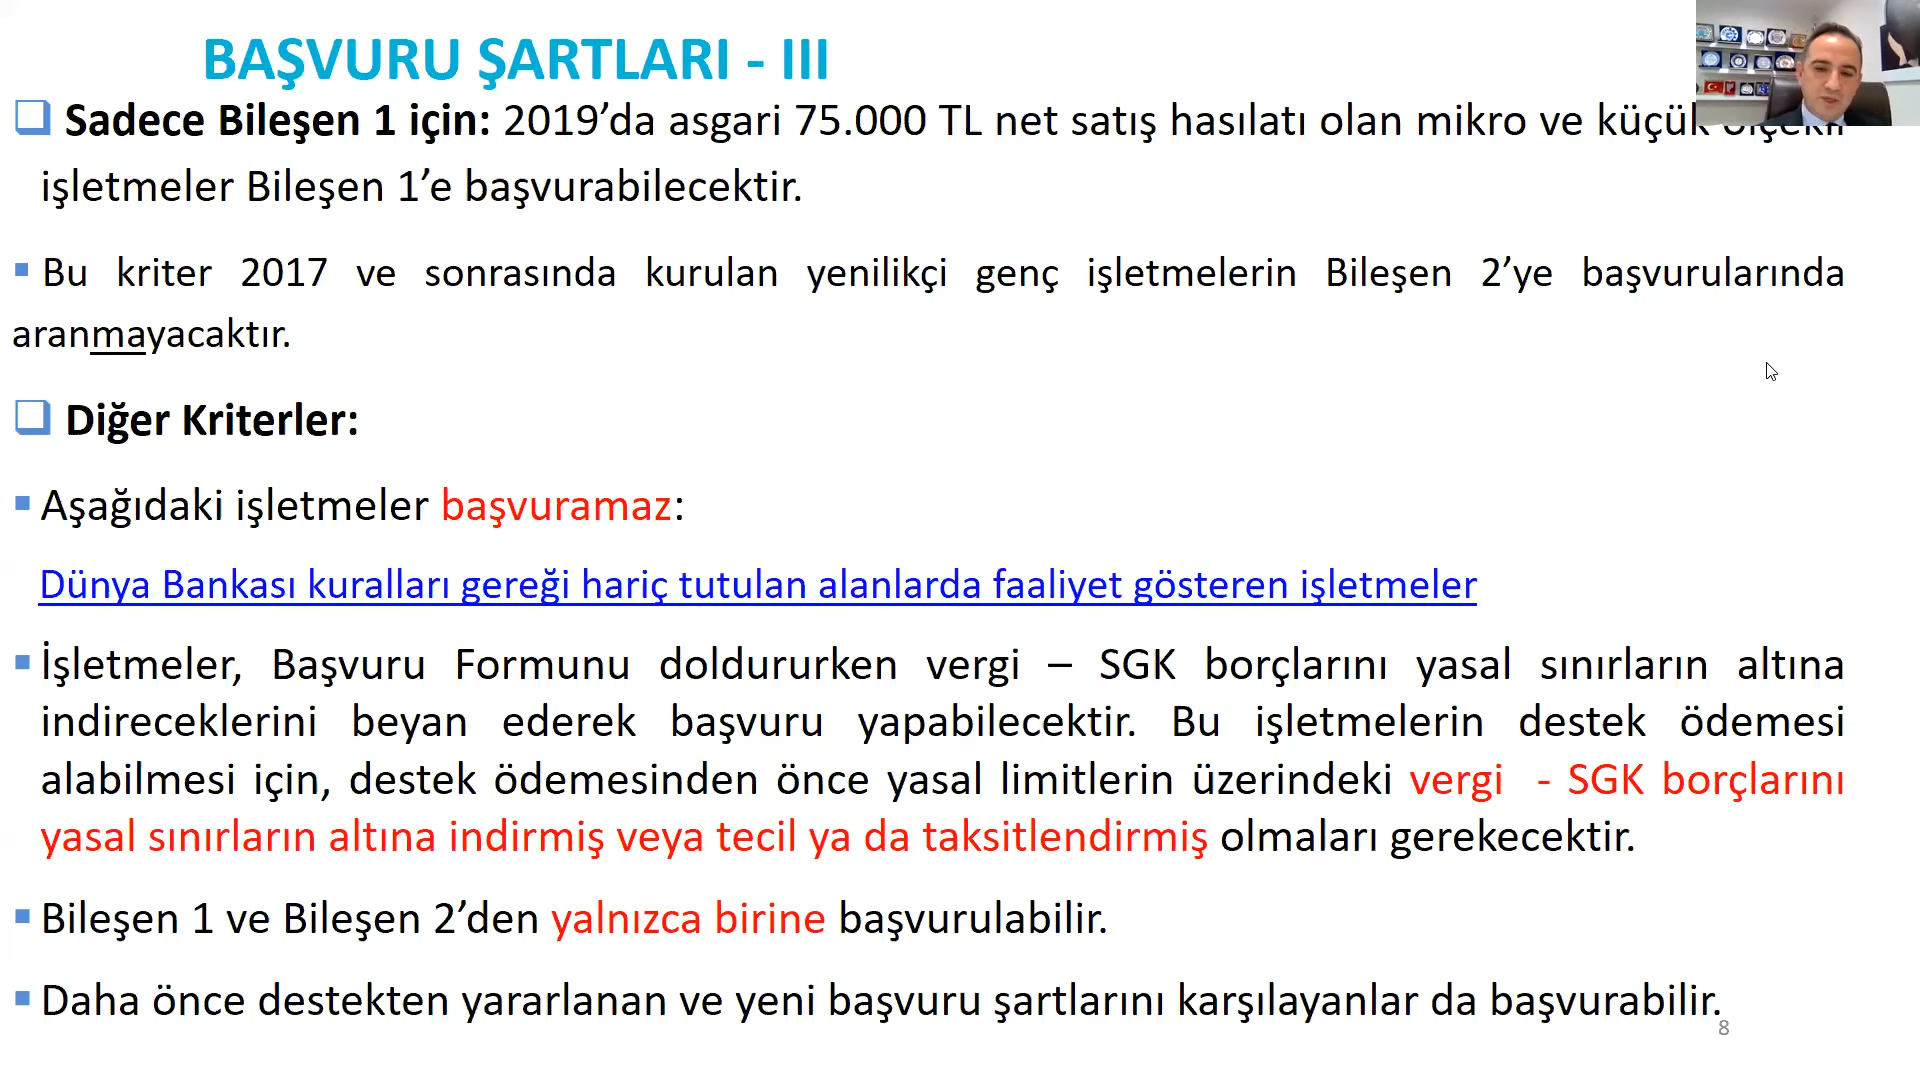 BAŞVURU ŞARTLARI - III
Sadece Bileşen 1 için: 2019’da asgari 75.000 TL net satış hasılatı olan mikro ve küçük ölçekli
işletmeler Bileşen 1’e başvurabilecektir.
Bu kriter 2017 ve sonrasında kurulan yenilikçi genç işletmelerin Bileşen 2’ye başvurularında
aranmayacaktır.
Diğer Kriterler:
Aşağıdaki işletmeler başvuramaz:
Dünya Bankası kuralları gereği hariç tutulan alanlarda faaliyet gösteren işletmeler
İşletmeler, Başvuru Formunu doldururken vergi – SGK borçlarını yasal sınırların altına
indireceklerini beyan ederek başvuru yapabilecektir. Bu işletmelerin destek ödemesi
alabilmesi için, destek ödemesinden önce yasal limitlerin üzerindeki vergi - SGK borçlarını
yasal sınırların altına indirmiş veya tecil ya da taksitlendirmiş olmaları gerekecektir.
Bileşen 1 ve Bileşen 2’den yalnızca birine başvurulabilir.
Daha önce destekten yararlanan ve yeni başvuru şartlarını karşılayanlar da başvurabilir.
8